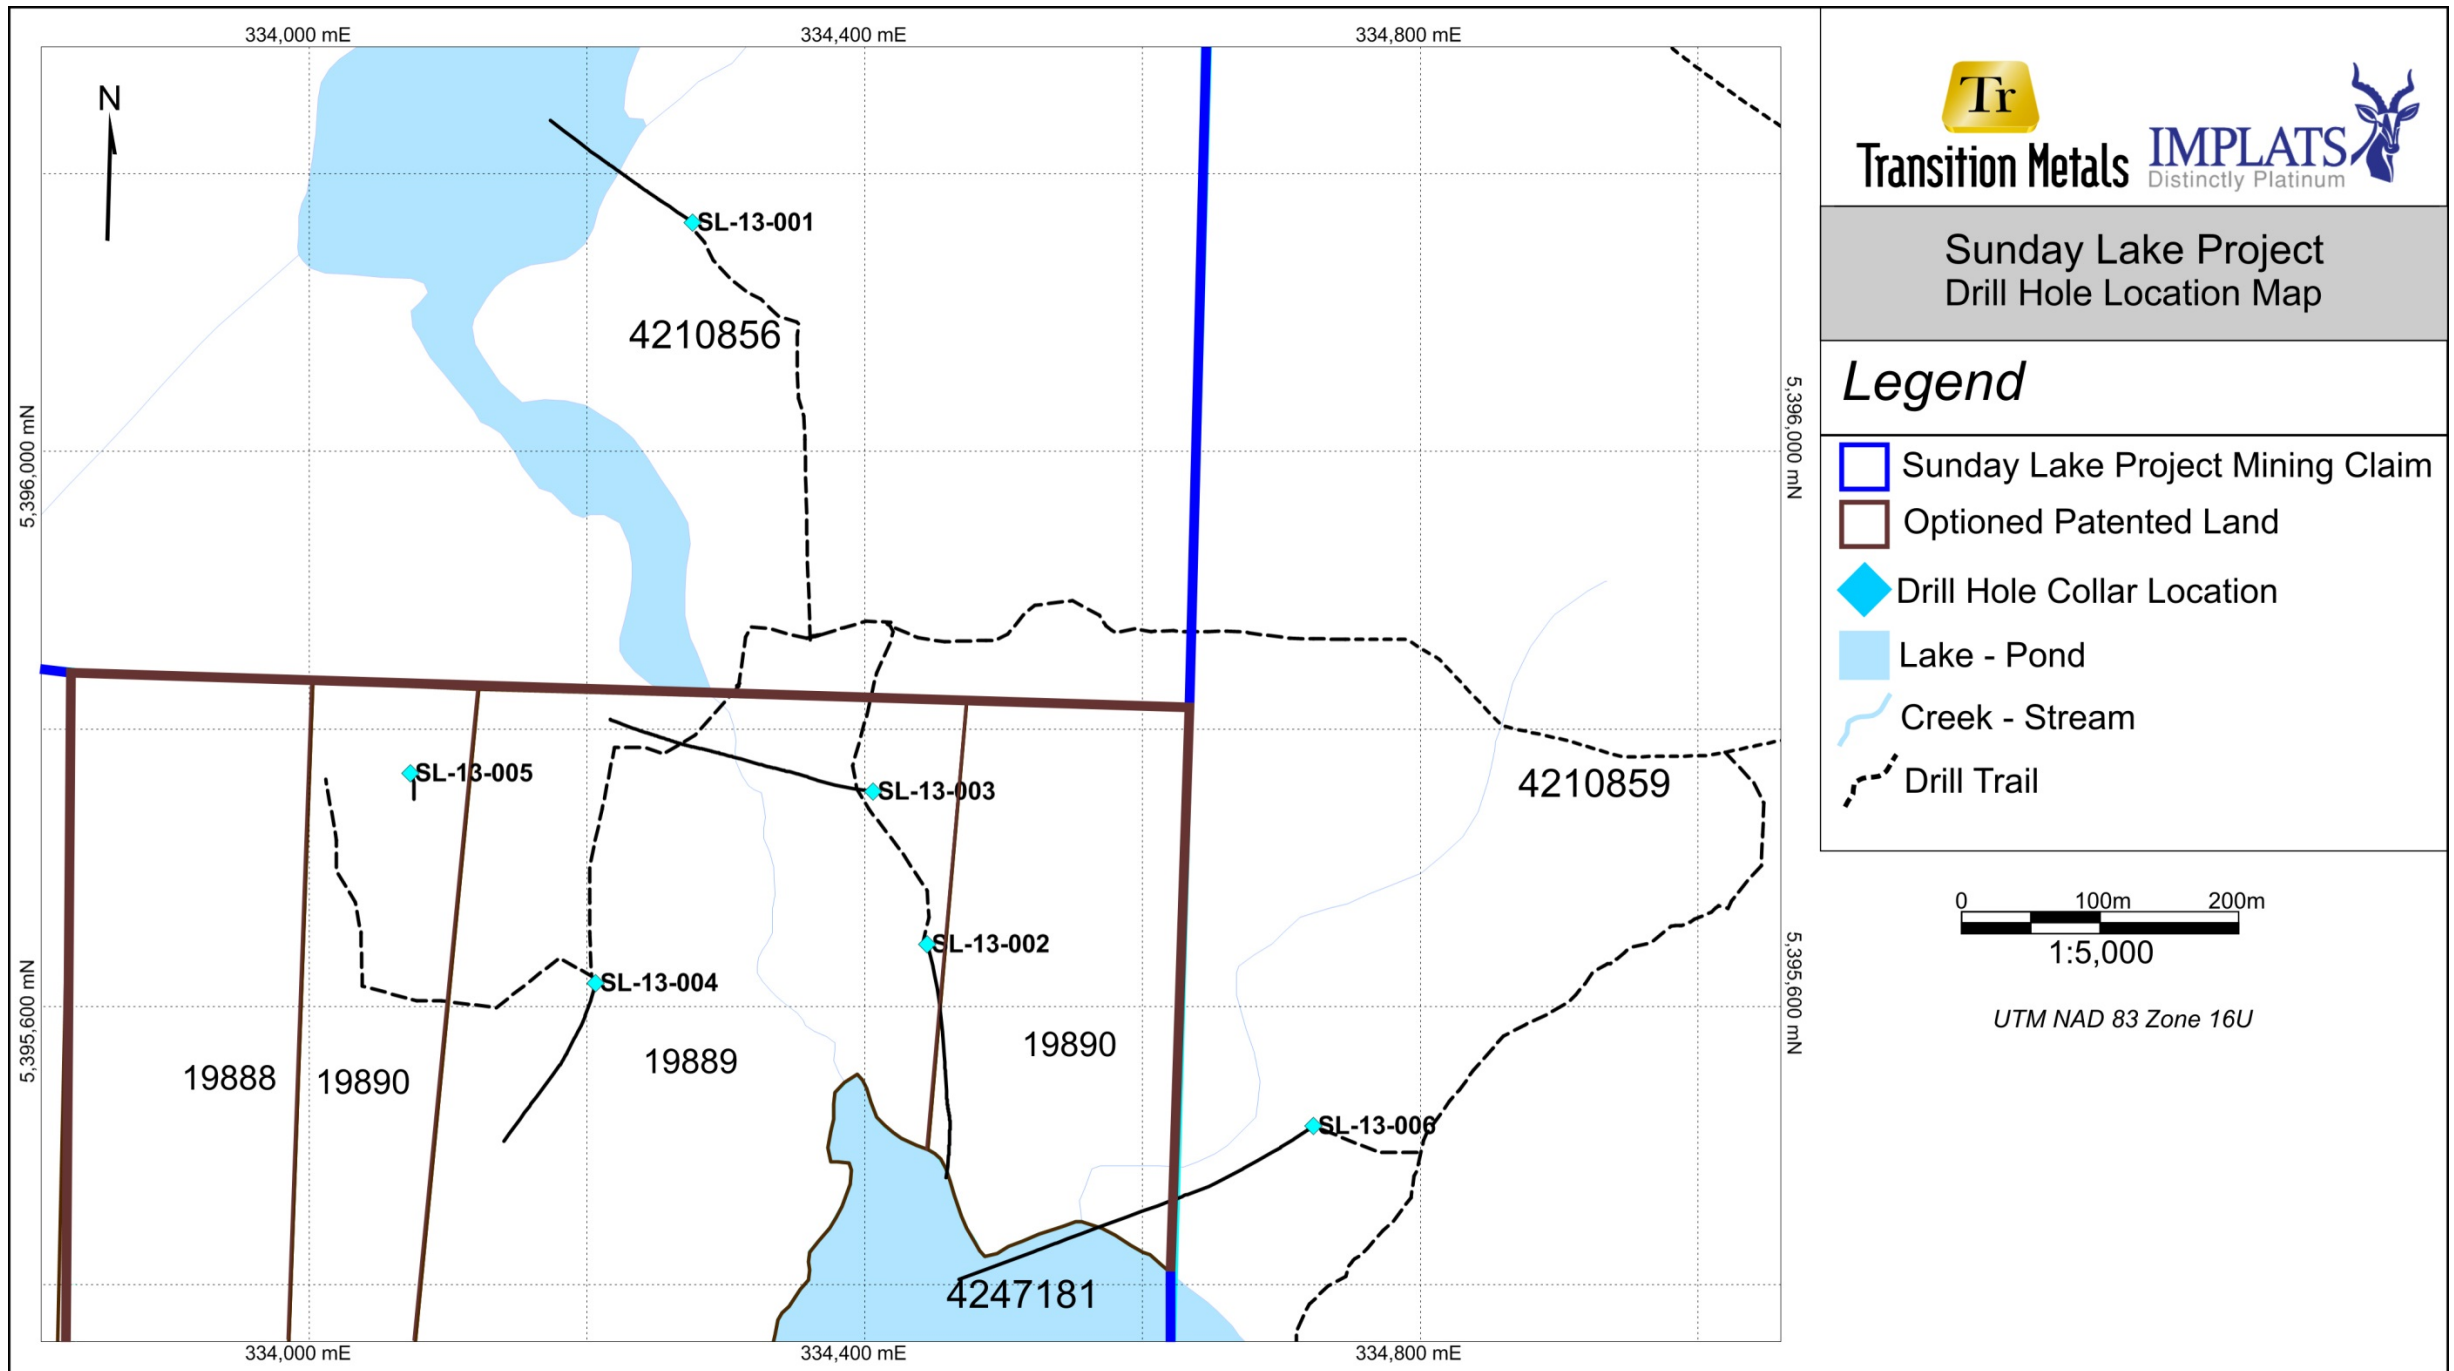 334,000 mE
334,400 mE
334,800 mE
N
SL-13-001
4210856
5,396,000 mN
5,396,000 mN
SL-13-005
SL-13-003
4210859
SL-13-002
SL-13-004
5,395,600 mN
5,395,600 mN
19888
19890
19889
19890
SL-13-006
4247181
334,000 mE
334,400 mE
334,800 mE
Tr
Transition Metals
IMPLATS
Distinctly Platinum
Sunday Lake Project
Drill Hole Location Map
Legend
Sunday Lake Project Mining Claim
Optioned Patented Land
Drill Hole Collar Location
Lake - Pond
Creek - Stream
Drill Trail
0 100m 200m
1:5,000
UTM NAD 83 Zone 16U